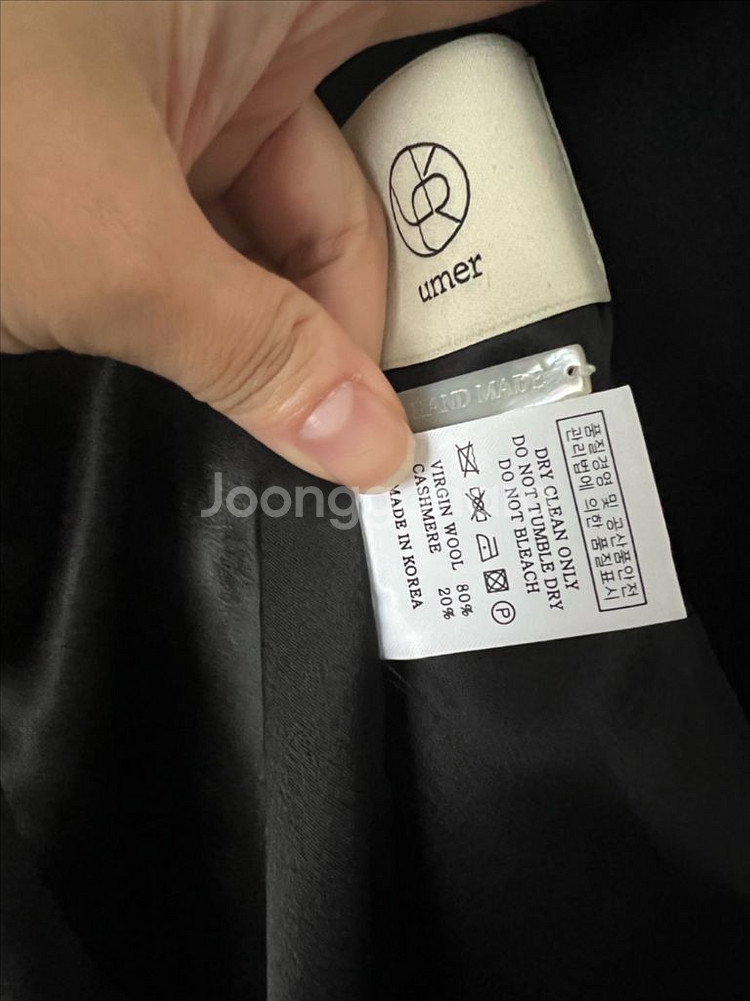 umer
HAND MADE
품질경영 및 공산품안전
관리법에 의한 품질표시
DRY CLEAN ONLY
DO NOT TUMBLE DRY
DO NOT BLEACH
P
VIRGIN WOOL 80%
CASHMERE 20%
MADE IN KOREA